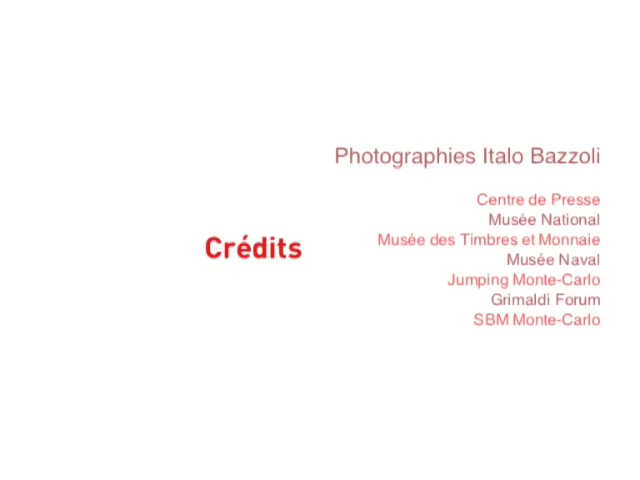 Photographies Italo Bazzoli
Centre de Presse
Musée National
Musée des Timbres et Monnaie
Musée Naval
Jumping Monte-Carlo
Grimaldi Forum
SBM Monte-Carlo
Crédits